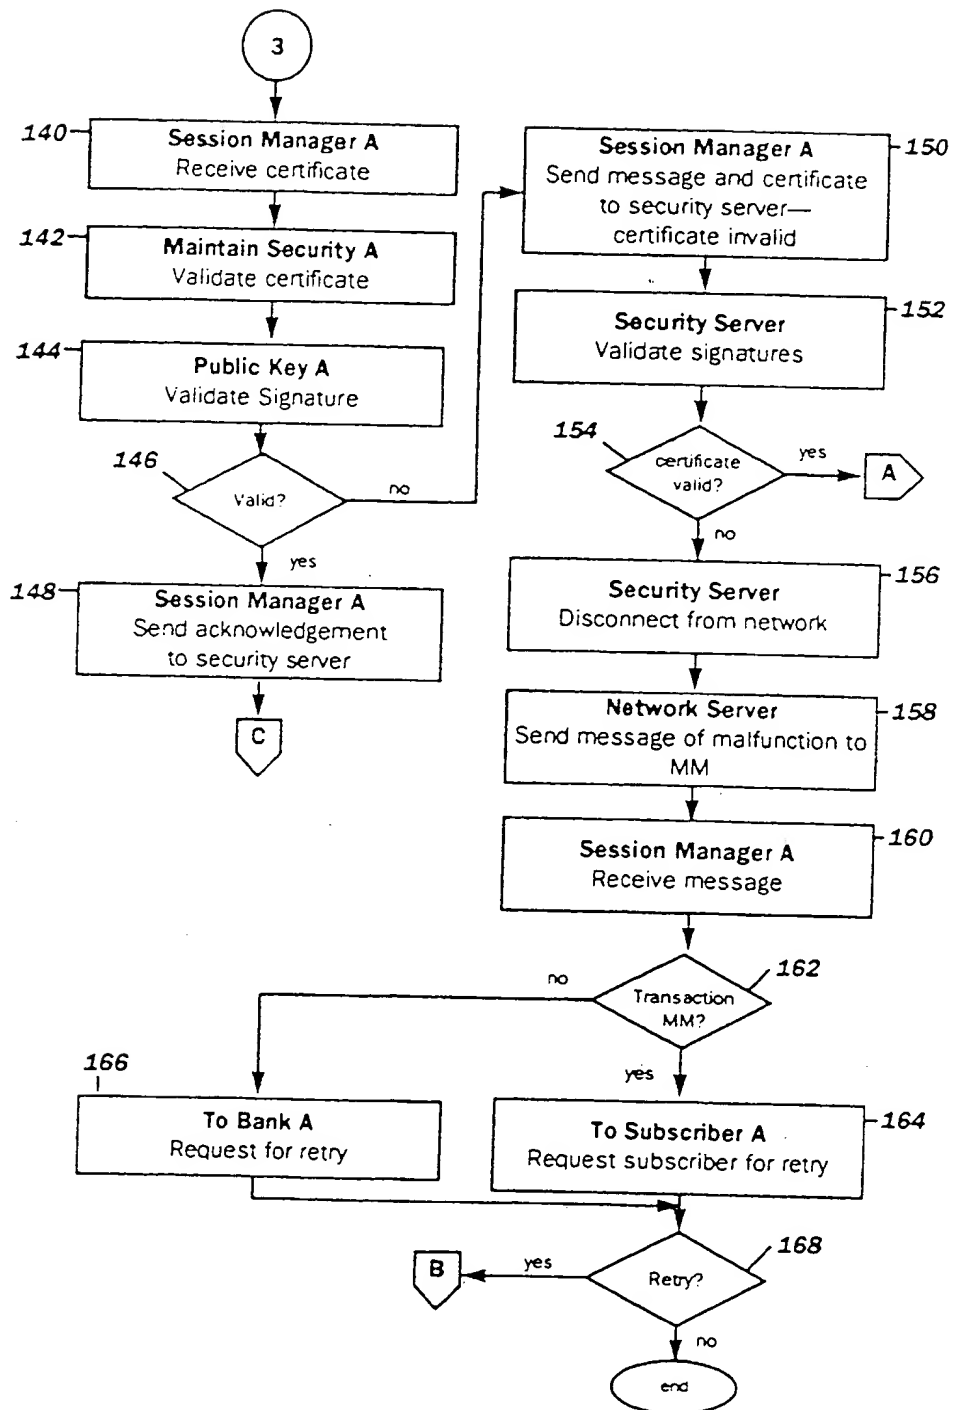 3
140
Session Manager A
Receive certificate
142
Maintain Security A
Validate certificate
144
Public Key A
Validate Signature
146
Valid?
no
yes
148
Session Manager A
Send acknowledgement
to security server
C
150
Session Manager A
Send message and certificate
to security server—
certificate invalid
152
Security Server
Validate signatures
154
certificate
valid?
yes
A
no
156
Security Server
Disconnect from network
158
Network Server
Send message of malfunction to
MM
160
Session Manager A
Receive message
162
Transaction
MM?
no
yes
166
To Bank A
Request for retry
164
To Subscriber A
Request subscriber for retry
168
Retry?
yes
B
no
end